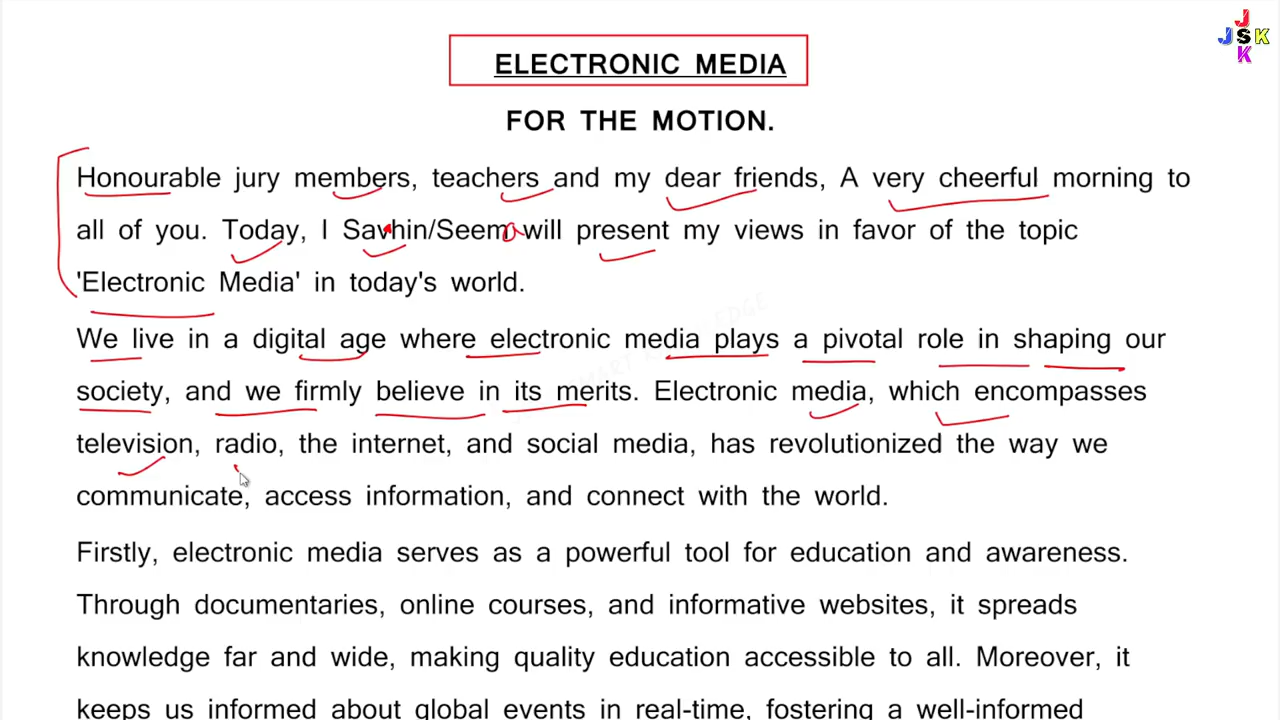 J
JSK
K
ELECTRONIC MEDIA
FOR THE MOTION.
Honourable jury members, teachers and my dear friends, A very cheerful morning to
all of you. Today, I Savhin/Seema will present my views in favor of the topic
'Electronic Media' in today's world.
We live in a digital age where electronic media plays a pivotal role in shaping our
society, and we firmly believe in its merits. Electronic media, which encompasses
television, radio, the internet, and social media, has revolutionized the way we
communicate, access information, and connect with the world.
Firstly, electronic media serves as a powerful tool for education and awareness.
Through documentaries, online courses, and informative websites, it spreads
knowledge far and wide, making quality education accessible to all. Moreover, it
keeps us informed about global events in real-time, fostering a well-informed